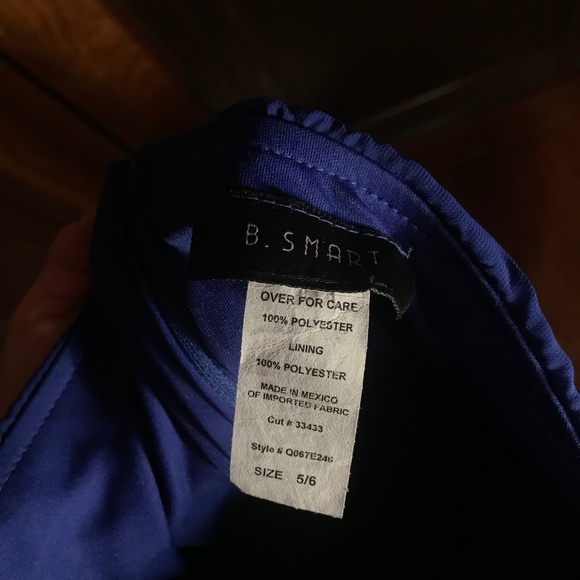 B. SMART
OVER FOR CARE
100% POLYESTER
LINING
100% POLYESTER
MADE IN MEXICO
OF IMPORTED FABRIC
Cut # 33433
Style # Q067E246
SIZE 5/6